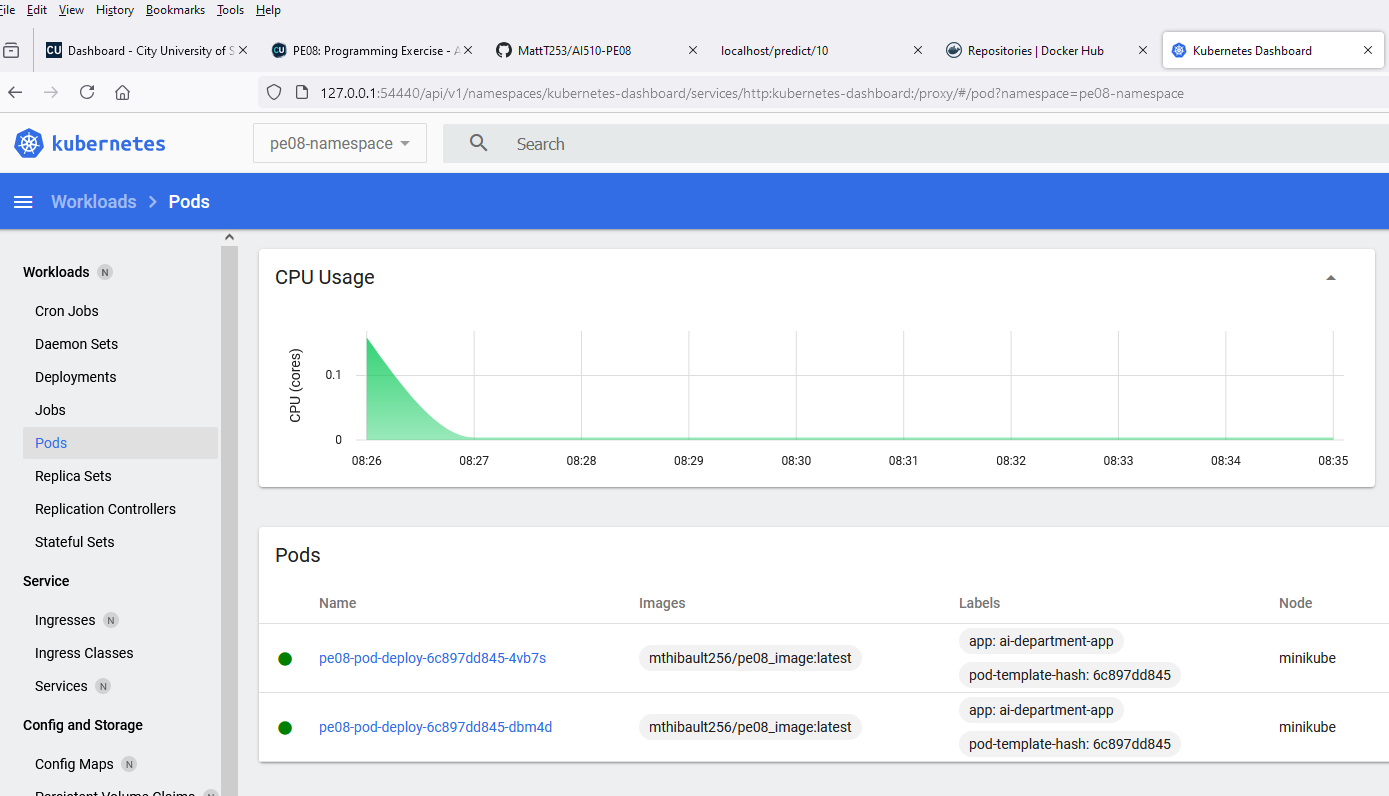 File Edit View History Bookmarks Tools Help
Dashboard - City University of S
PE08: Programming Exercise - A
MattT253/AI510-PE08
localhost/predict/10
Repositories | Docker Hub
Kubernetes Dashboard
127.0.0.1:54440/api/v1/namespaces/kubernetes-dashboard/services/http:kubernetes-dashboard:/proxy/#/pod?namespace=pe08-namespace
kubernetes
pe08-namespace
Search
Workloads
Pods
Workloads N
Cron Jobs
Daemon Sets
Deployments
Jobs
Pods
Replica Sets
Replication Controllers
Stateful Sets
Service
Ingresses N
Ingress Classes
Services N
Config and Storage
Config Maps N
Persistent Volume Claims N
CPU Usage
CPU (cores)
0.1
0
08:26 08:27 08:28 08:29 08:30 08:31 08:32 08:33 08:34 08:35
Pods
Name Images Labels Node
pe08-pod-deploy-6c897dd845-4vb7s mthibault256/pe08_image:latest app: ai-department-app minikube
pod-template-hash: 6c897dd845
pe08-pod-deploy-6c897dd845-dbm4d mthibault256/pe08_image:latest app: ai-department-app minikube
pod-template-hash: 6c897dd845